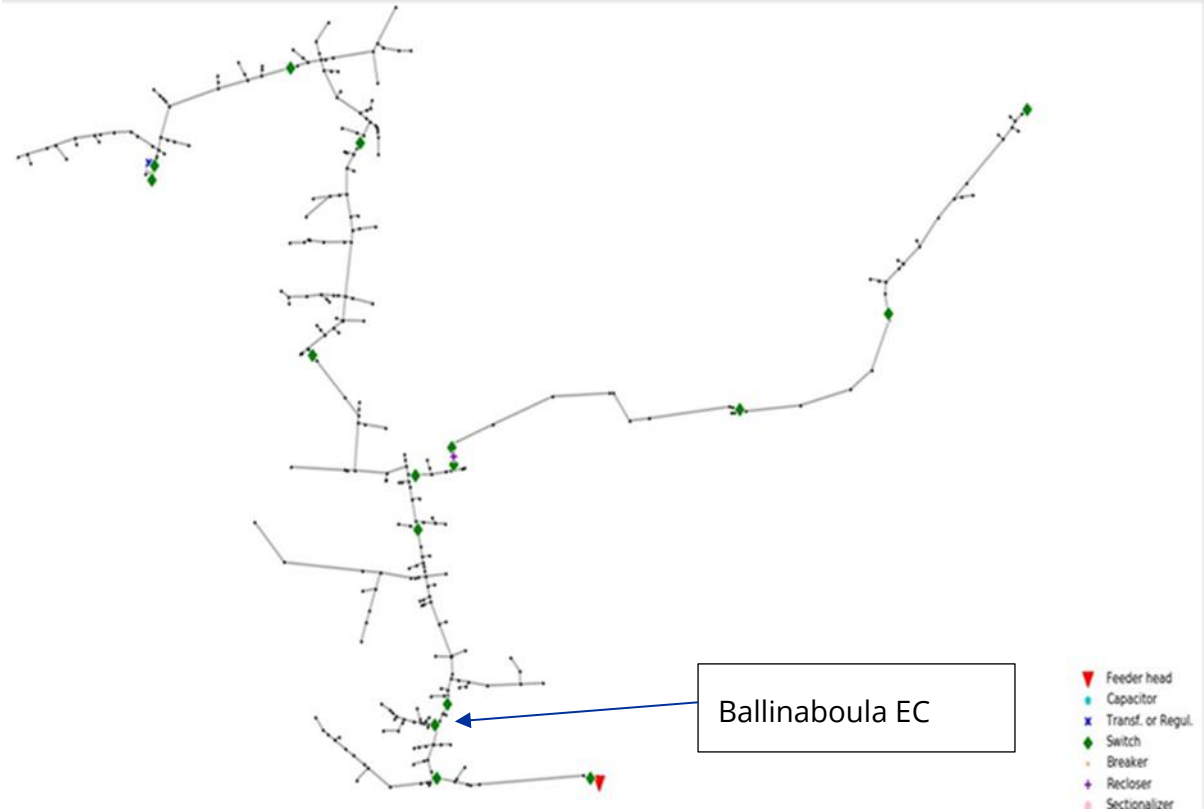 Ballinaboula EC
Feeder head
Capacitor
Transf. or Regul.
Switch
Breaker
Recloser
Sectionalizer